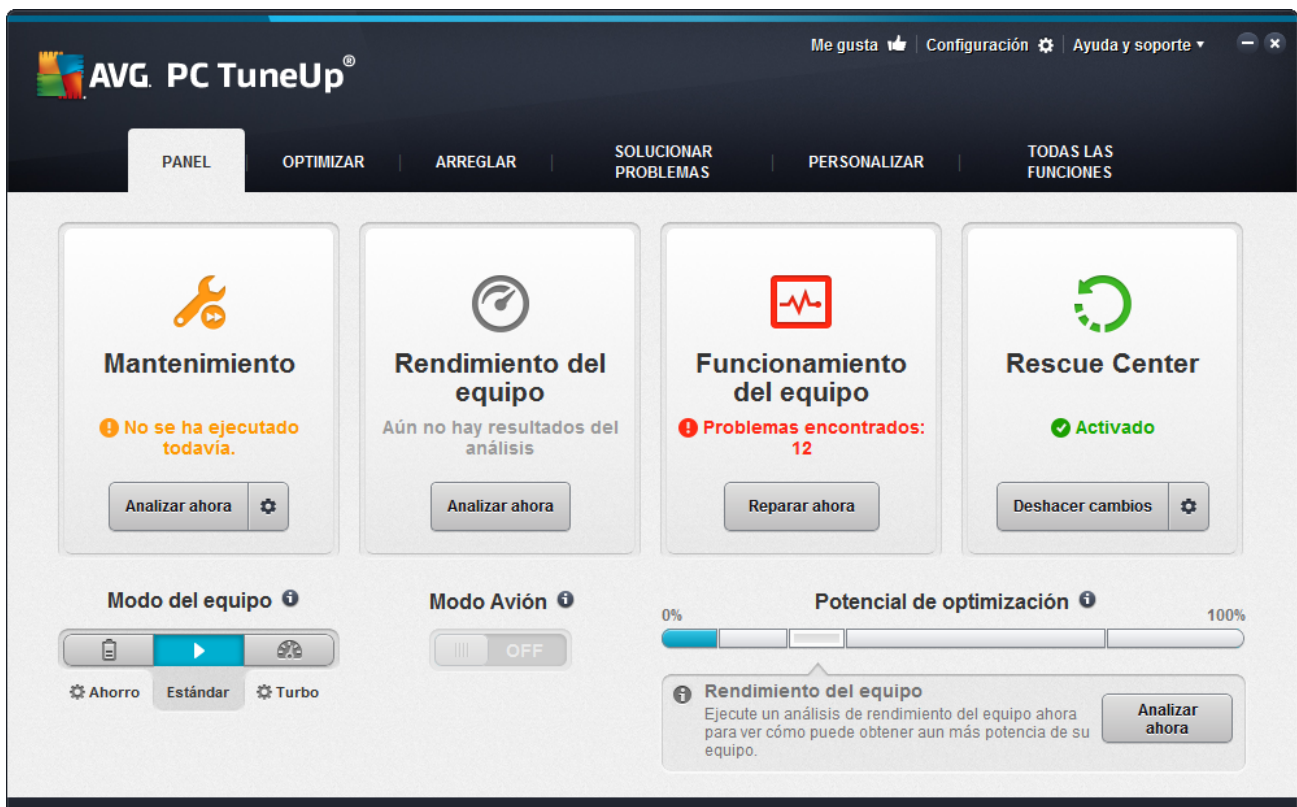 Me gusta Configuración Ayuda y soporte
AVG. PC TuneUp®
PANEL
OPTIMIZAR
ARREGLAR
SOLUCIONAR
PROBLEMAS
PERSONALIZAR
TODAS LAS
FUNCIONES
Mantenimiento
No se ha ejecutado
todavía.
Analizar ahora
Rendimiento del
equipo
Aún no hay resultados del
análisis
Analizar ahora
Funcionamiento
del equipo
Problemas encontrados:
12
Reparar ahora
Rescue Center
Activado
Deshacer cambios
Modo del equipo
Ahorro
Estándar
Turbo
Modo Avión
OFF
Potencial de optimización
0%
100%
Rendimiento del equipo
Ejecute un análisis de rendimiento del equipo ahora
para ver cómo puede obtener aun más potencia de su
equipo.
Analizar
ahora